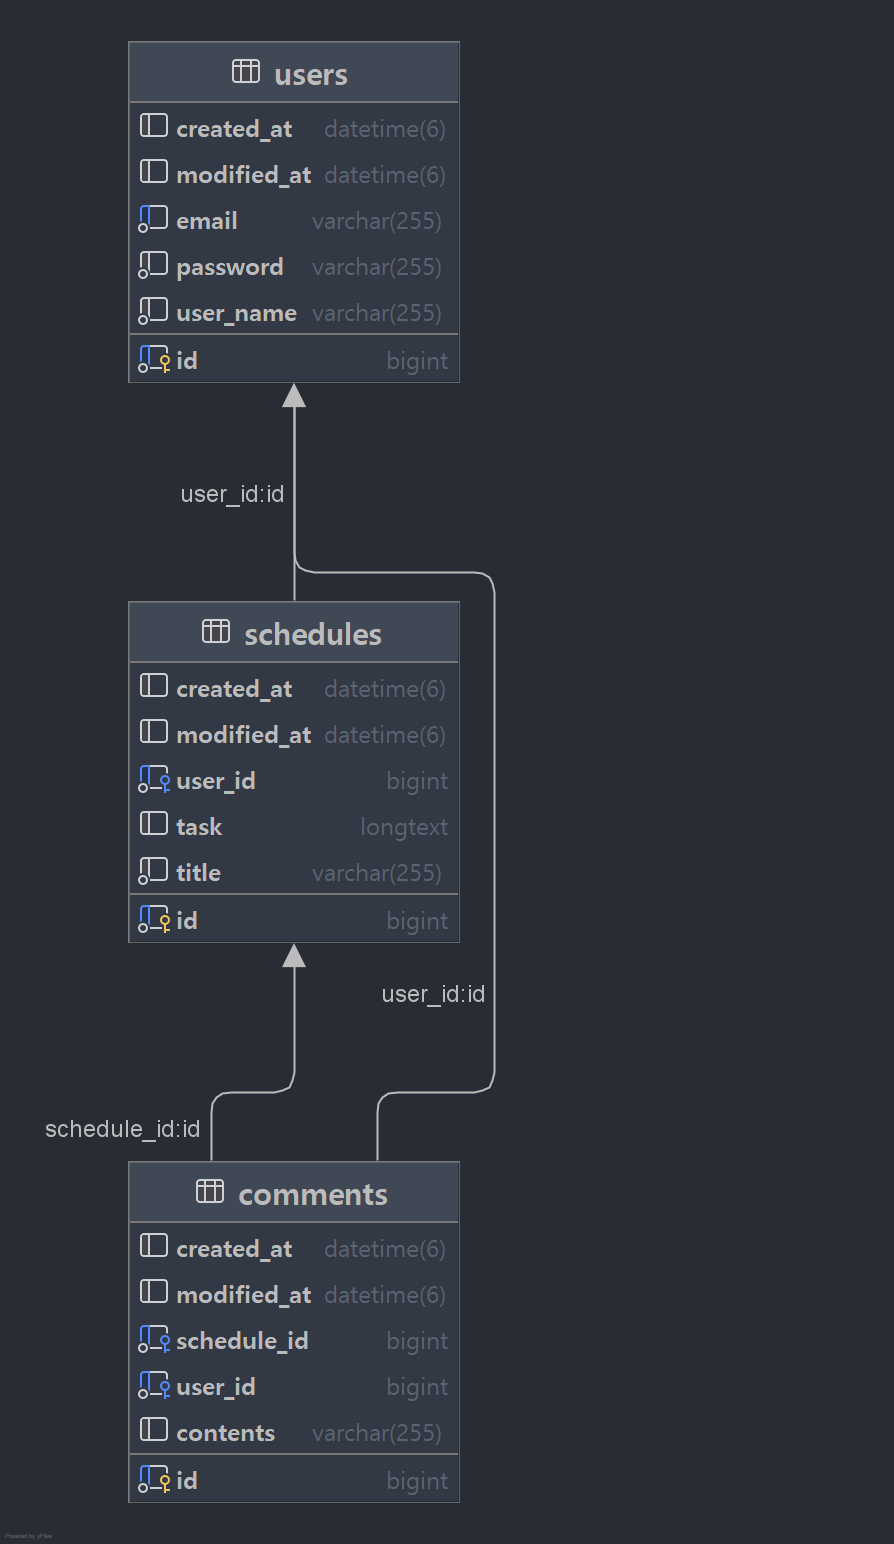 users
created_at datetime(6)
modified_at datetime(6)
email varchar(255)
password varchar(255)
user_name varchar(255)
id bigint
user_id:id
schedules
created_at datetime(6)
modified_at datetime(6)
user_id bigint
task longtext
title varchar(255)
id bigint
user_id:id
schedule_id:id
comments
created_at datetime(6)
modified_at datetime(6)
schedule_id bigint
user_id bigint
contents varchar(255)
id bigint
Powered by yFiles